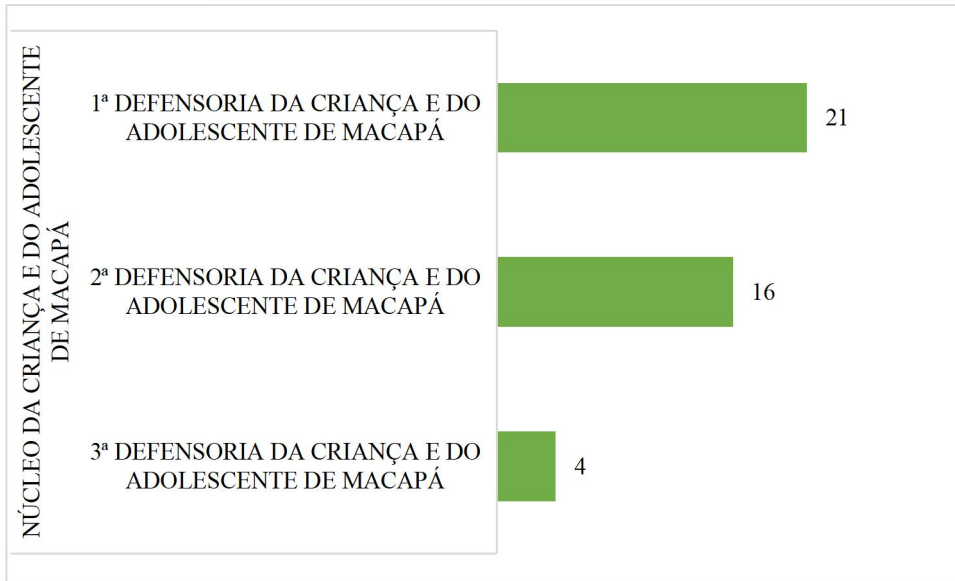 NÚCLEO DA CRIANÇA E DO ADOLESCENTE
DE MACAPÁ
1ª DEFENSORIA DA CRIANÇA E DO
ADOLESCENTE DE MACAPÁ
21
2ª DEFENSORIA DA CRIANÇA E DO
ADOLESCENTE DE MACAPÁ
16
3ª DEFENSORIA DA CRIANÇA E DO
ADOLESCENTE DE MACAPÁ
4